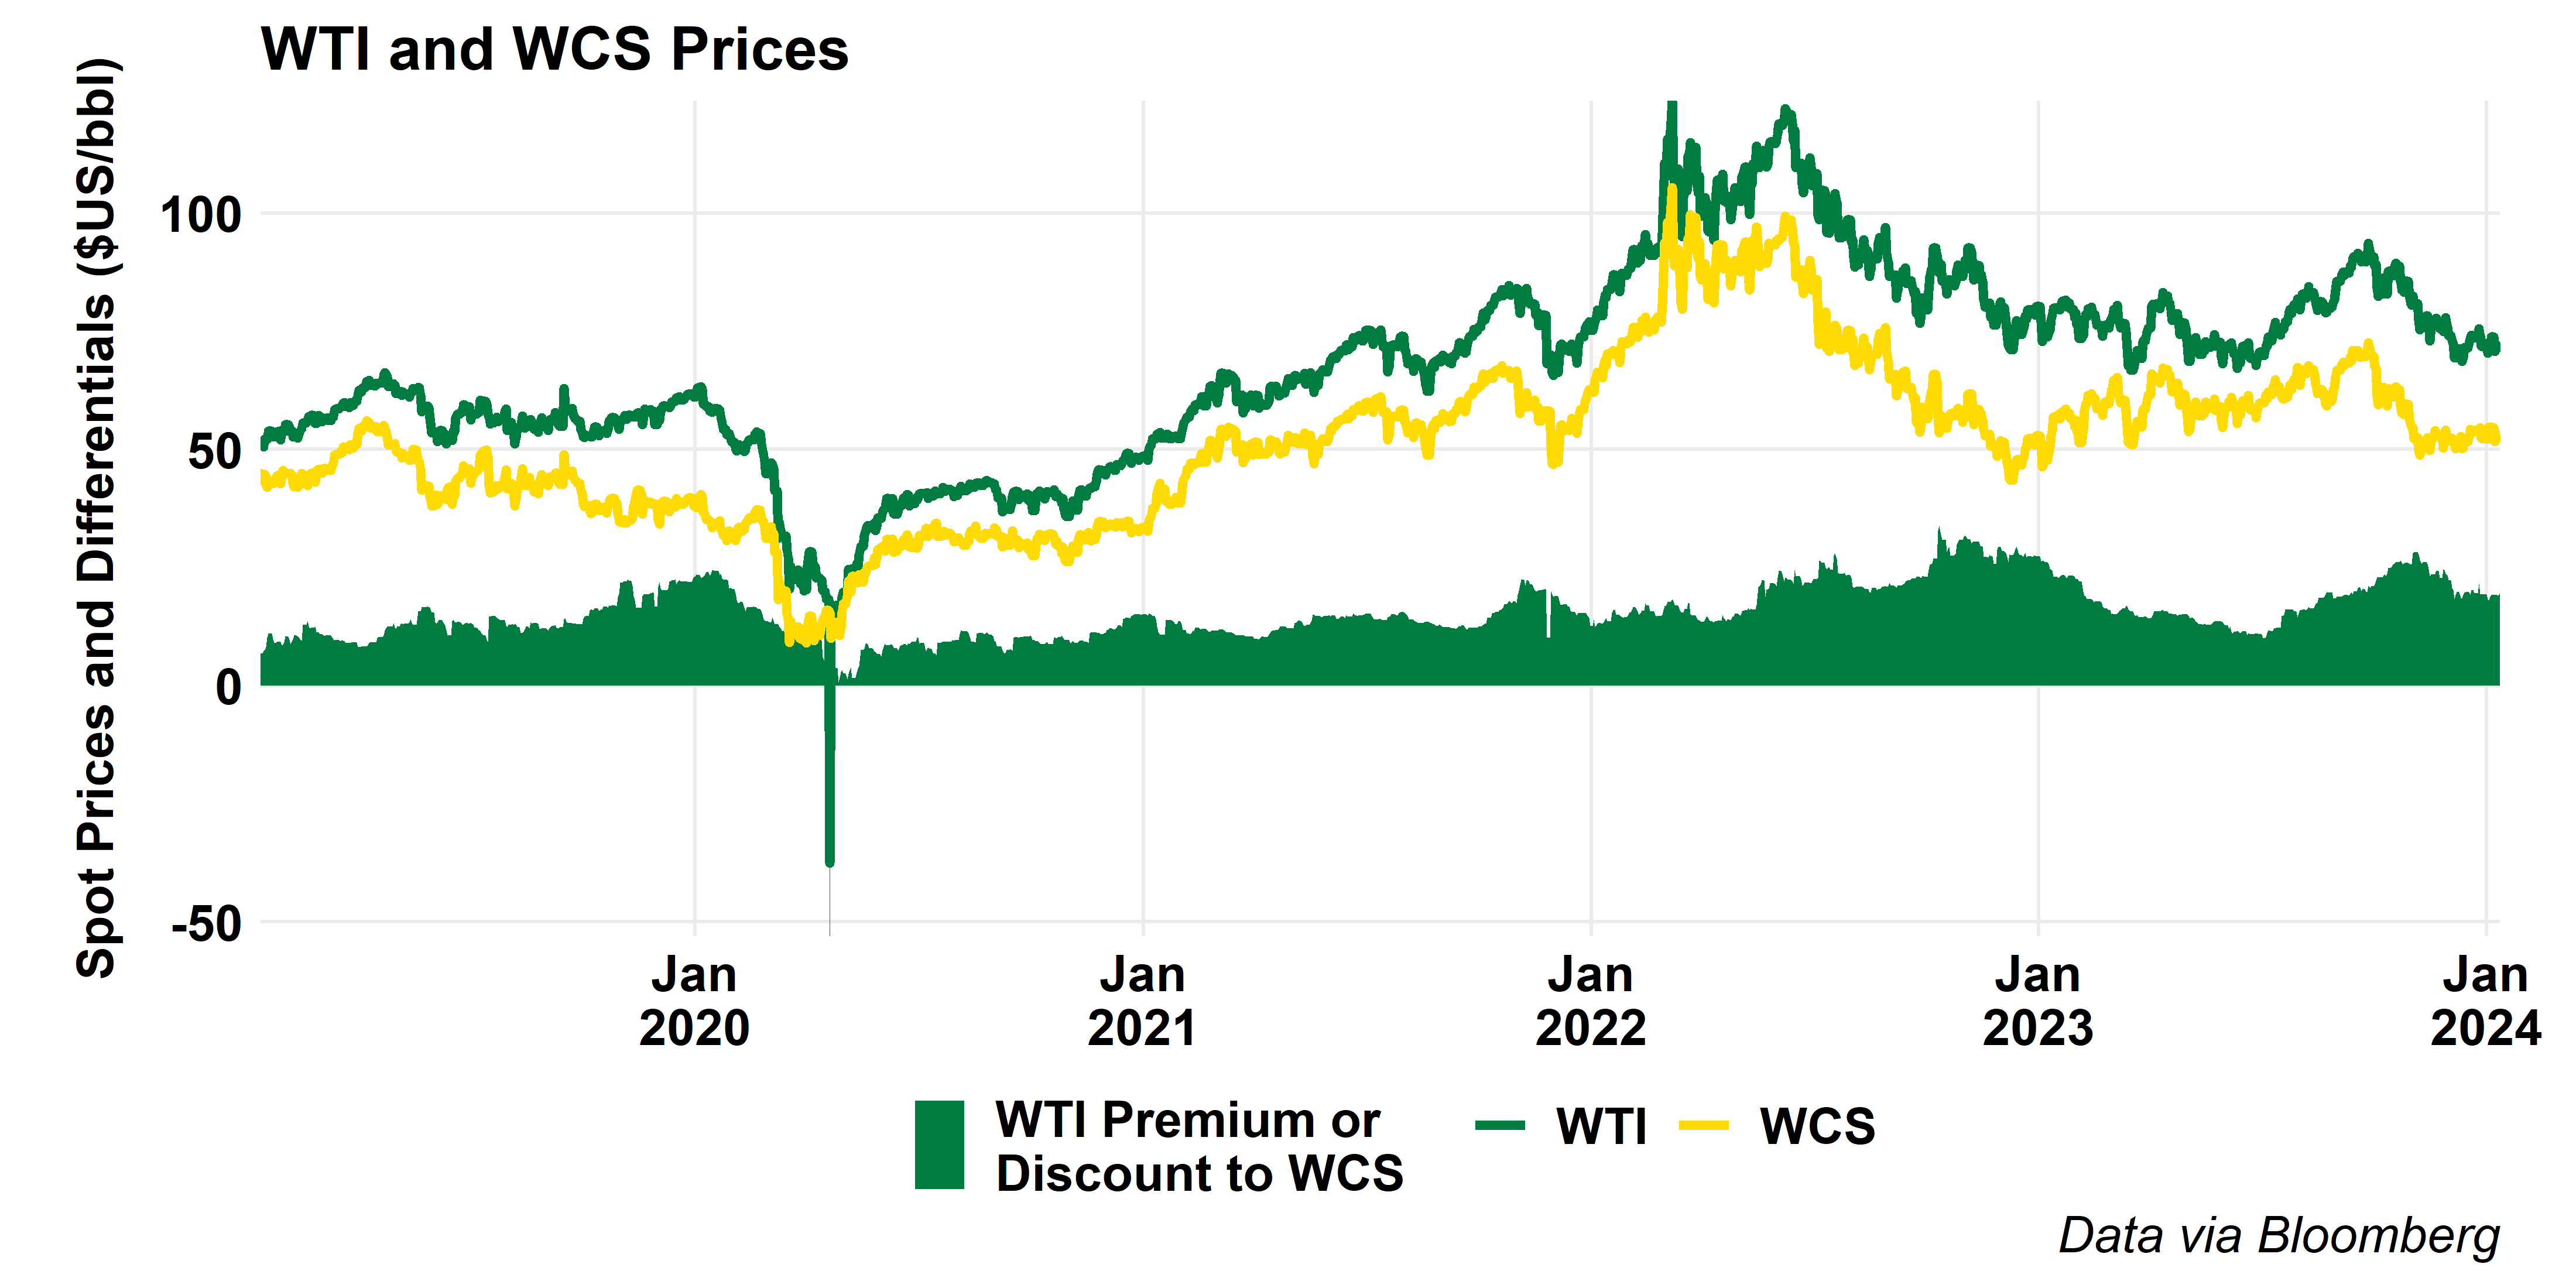 WTI and WCS Prices
Spot Prices and Differentials ($US/bbl)
100
50
0
-50
Jan
2020
Jan
2021
Jan
2022
Jan
2023
Jan
2024
WTI Premium or
Discount to WCS
WTI
WCS
Data via Bloomberg